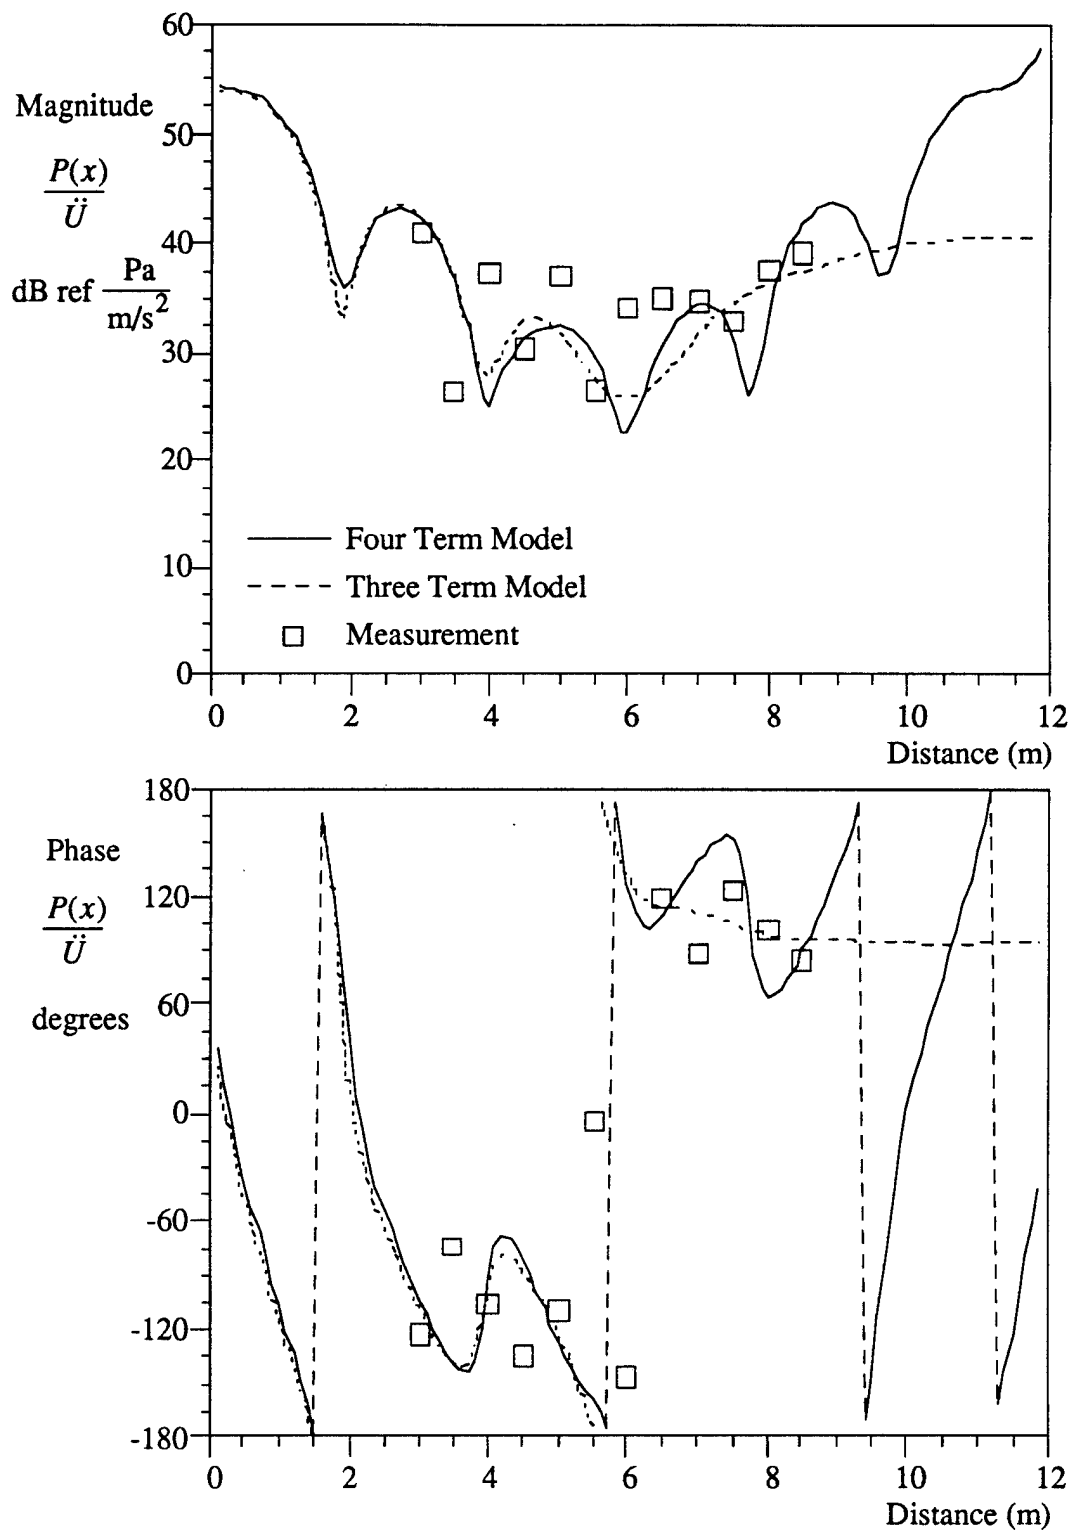 60
Magnitude
50
P(x)
Ü
40
dB ref Pa
m/s²
30
20
Four Term Model
10
Three Term Model
Measurement
0
0 2 4 6 8 10 12
Distance (m)
180
Phase
120
P(x)
Ü
60
degrees
0
-60
-120
-180
0 2 4 6 8 10 12
Distance (m)